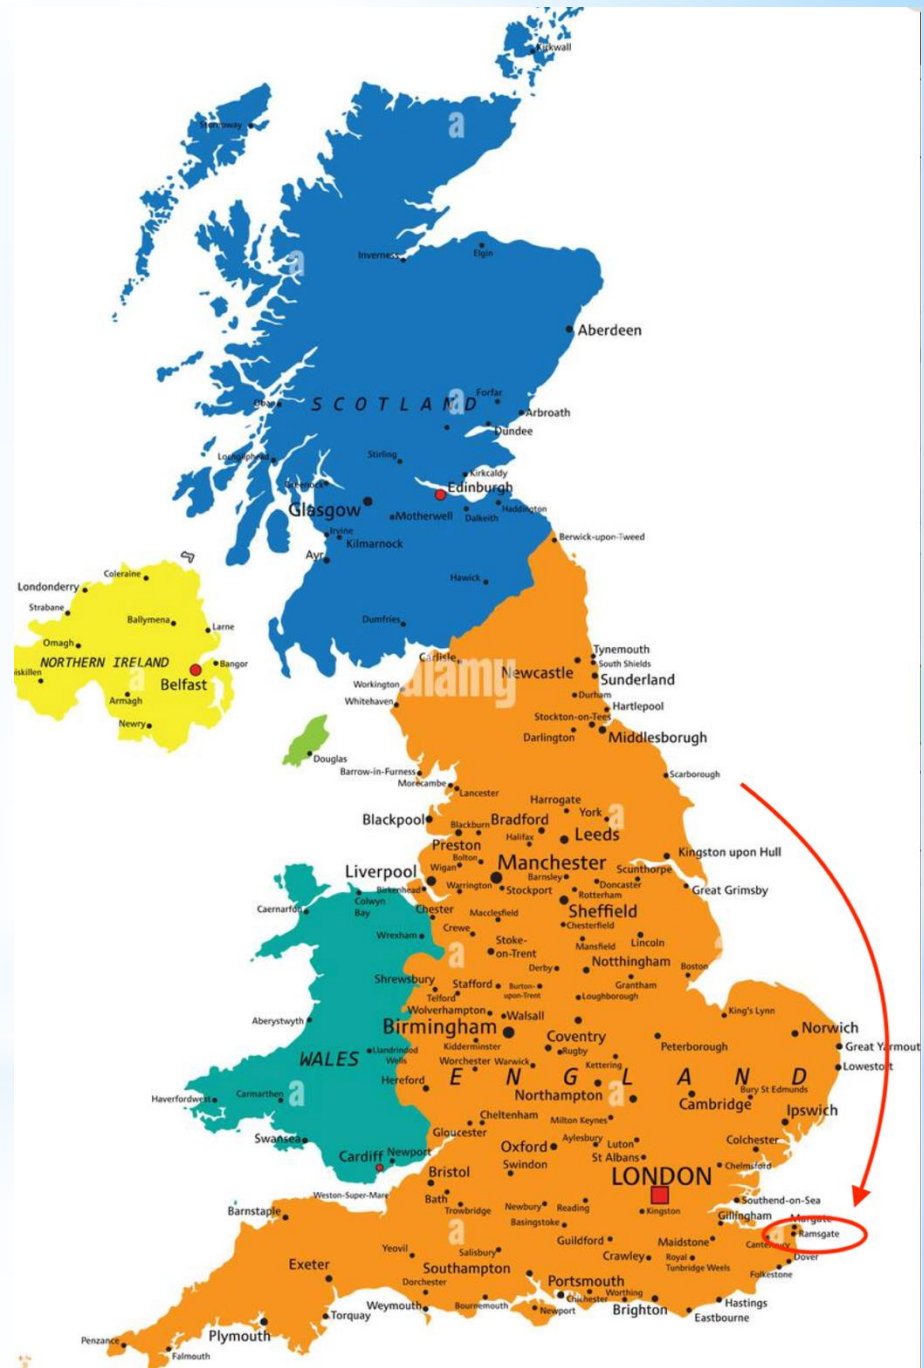 Kirkwall
Stornoway
a
Inverness
Elgin
a
Aberdeen
SCOTLAND
a
Forfar
Oban
Arbroath
Dundee
Lochgilphead
Stirling
Kirkcaldy
Greenock
Edinburgh
Glasgow
Motherwell
Dalkeith
Haddington
Irvine
Kilmarnock
Ayr
Berwick-upon-Tweed
Hawick
Coleraine
Londonderry
Strabane
Ballymena
Larne
Dumfries
Omagh
NORTHERN IRELAND
Bangor
iskillen
Belfast
a
Armagh
Newry
Carlisle
alamy
Tynemouth
South Shields
Newcastle
Sunderland
Workington
Whitehaven
Durham
Hartlepool
Stockton-on-Tees
Darlington
Middlesborugh
Douglas
Barrow-in-Furness
Scarborough
Morecambe
Lancester
Harrogate
York
a
Blackpool
Blackburn
Bradford
Preston
Halifax
Leeds
Bolton
Kingston upon Hull
Liverpool
Wigan
Manchester
Birkenhead
Warrington
Stockport
Barnsley
Doncaster
Scunthorpe
Rotterham
Great Grimsby
Colwyn
Bay
Caernarfon
Chester
Macclesfield
Sheffield
Chesterfield
Wrexham
Crewe
Stoke-
on-Trent
a
Mansfield
Lincoln
Derby
Notthingham
Boston
Shrewsbury
Stafford
Burton-
upon-Trent
Grantham
Telford
Loughborough
Wolverhampton
Walsall
King's Lynn
Aberystwyth
Birmingham
Norwich
Kidderminster
Coventry
Rugby
Peterborough
Great Yarmout
WALES
Llandrindod
Wells
Worchester
Warwick
Kettering
Lowestoft
Hereford
ENGLAND
Haverfordwest
Carmarthen
a
Northampton
a
Cambridge
Bury St Edmunds
Cheltenham
Milton Keynes
Ipswich
Gloucester
Swansea
Oxford
Aylesbury
Luton
Colchester
Cardiff
Newport
St Albans
Bristol
Swindon
Chelmsford
LONDON
Weston-Super-Mare
Bath
Trowbridge
Newbury
Reading
Kingston
Southend-on-Sea
Barnstaple
a
Basingstoke
Gillingham
Margate
Ramsgate
Yeovil
Salisbury
Guildford
Maidstone
Canterbury
a
Crawley
Royal
Tunbridge Weels
Dover
Folkestone
Exeter
Dorchester
Southampton
Portsmouth
Weymouth
Bournemouth
Newport
Chichester
Worthing
Brighton
Hastings
Eastbourne
Torquay
Plymouth
Penzance
Falmouth